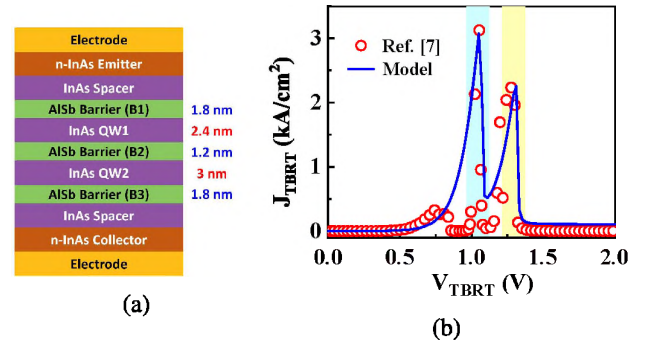 Electrode
n-InAs Emitter
InAs Spacer
AlSb Barrier (B1) 1.8 nm
InAs QW1 2.4 nm
AlSb Barrier (B2) 1.2 nm
InAs QW2 3 nm
AlSb Barrier (B3) 1.8 nm
InAs Spacer
n-InAs Collector
Electrode
(a)
J_TBRT (kA/cm²)
3
2
1
0
Ref. [7]
Model
0.0 0.5 1.0 1.5 2.0
V_TBRT (V)
(b)